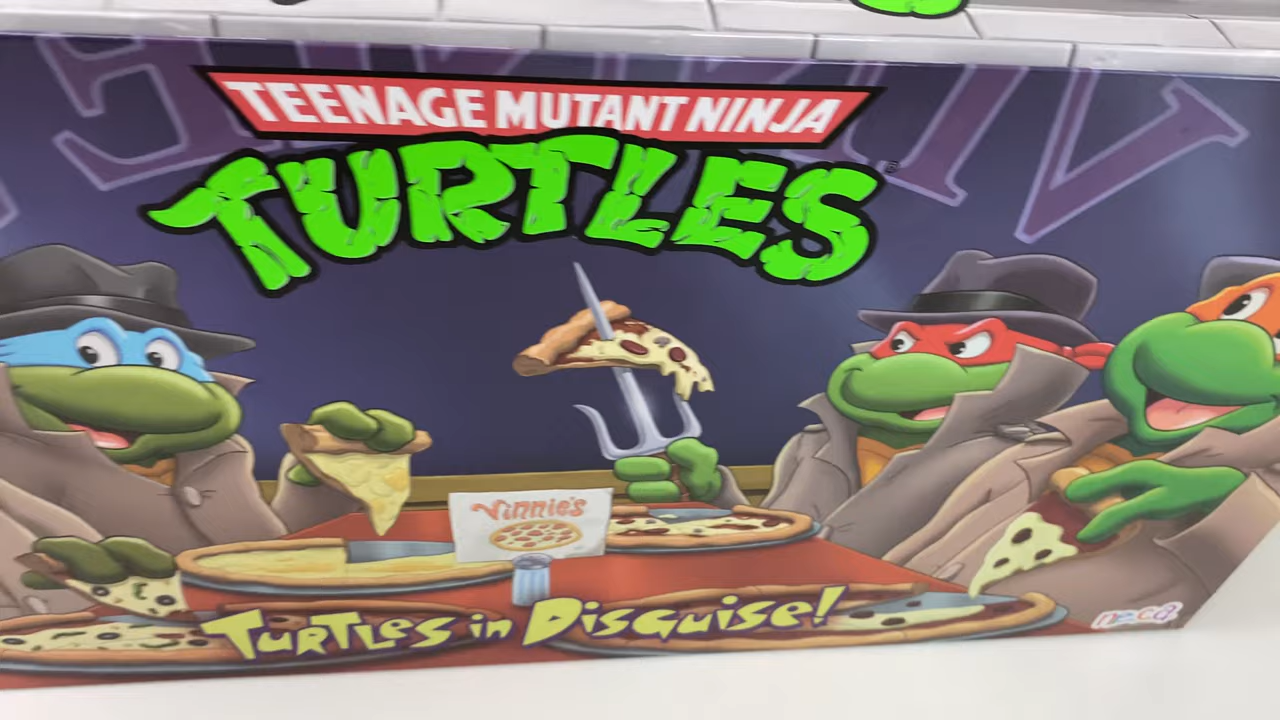 TEENAGE MUTANT NINJA
TURTLES
Vinnie's
TURTLES in DISGUISE!
neca